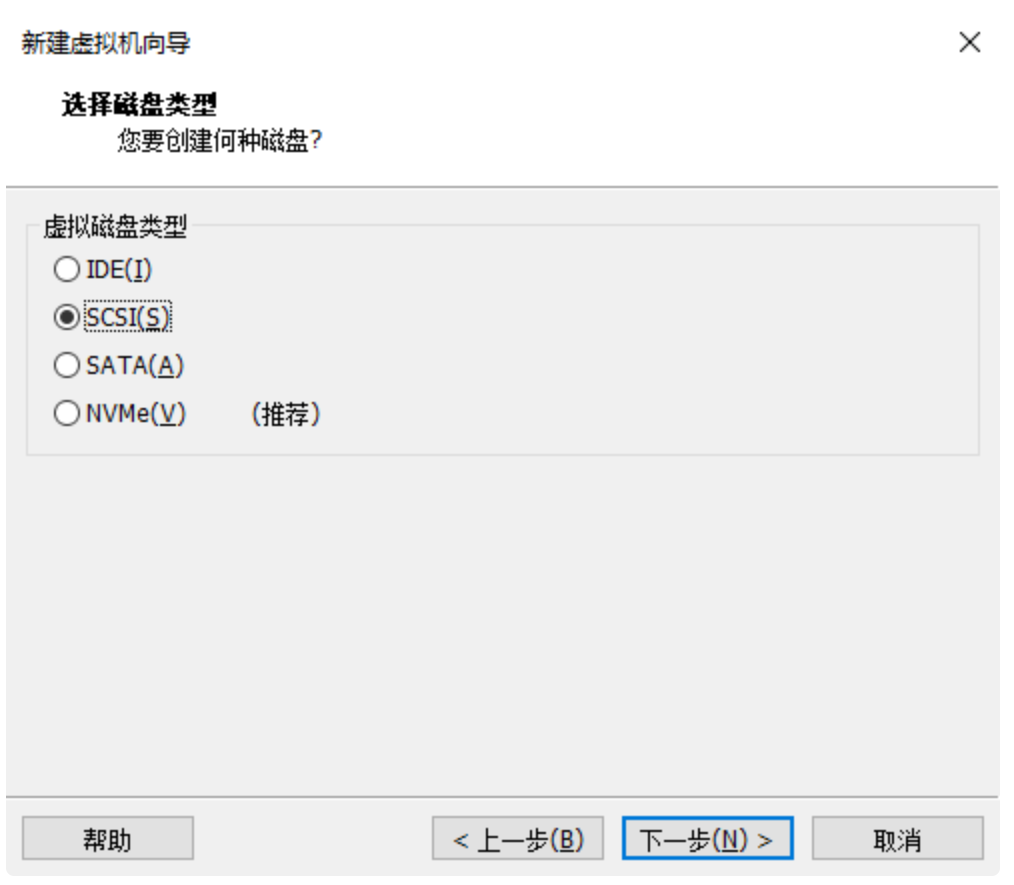 新建虚拟机向导
选择磁盘类型
您要创建何种磁盘?
虚拟磁盘类型
IDE(I)
SCSI(S)
SATA(A)
NVMe(V) (推荐)
帮助 < 上一步(B) 下一步(N) > 取消